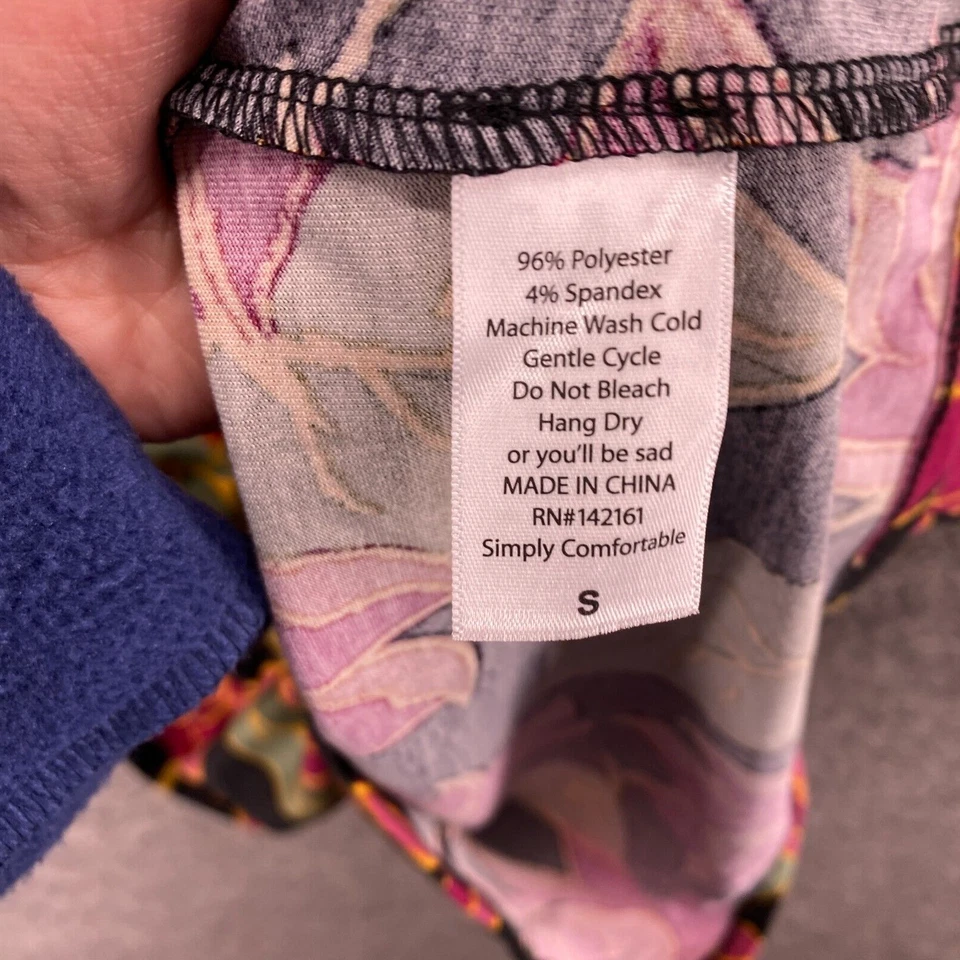 96% Polyester
4% Spandex
Machine Wash Cold
Gentle Cycle
Do Not Bleach
Hang Dry
or you'll be sad
MADE IN CHINA
RN#142161
Simply Comfortable
S